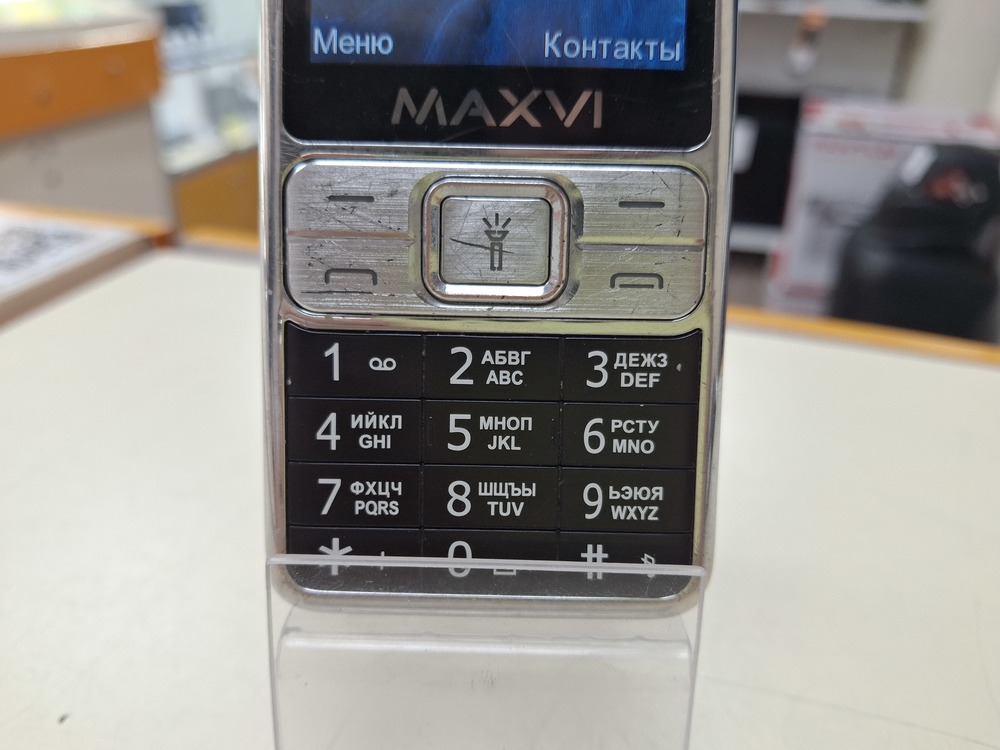 Меню Контакты
MAXVI
1 2 АБВГ ABC 3 ДЕЖЗ DEF
4 ИЙКЛ GHI 5 МНОП JKL 6 РСТУ MNO
7 ФХЦЧ PQRS 8 ШЩЪЫ TUV 9 ЬЭЮЯ WXYZ
* + 0 #